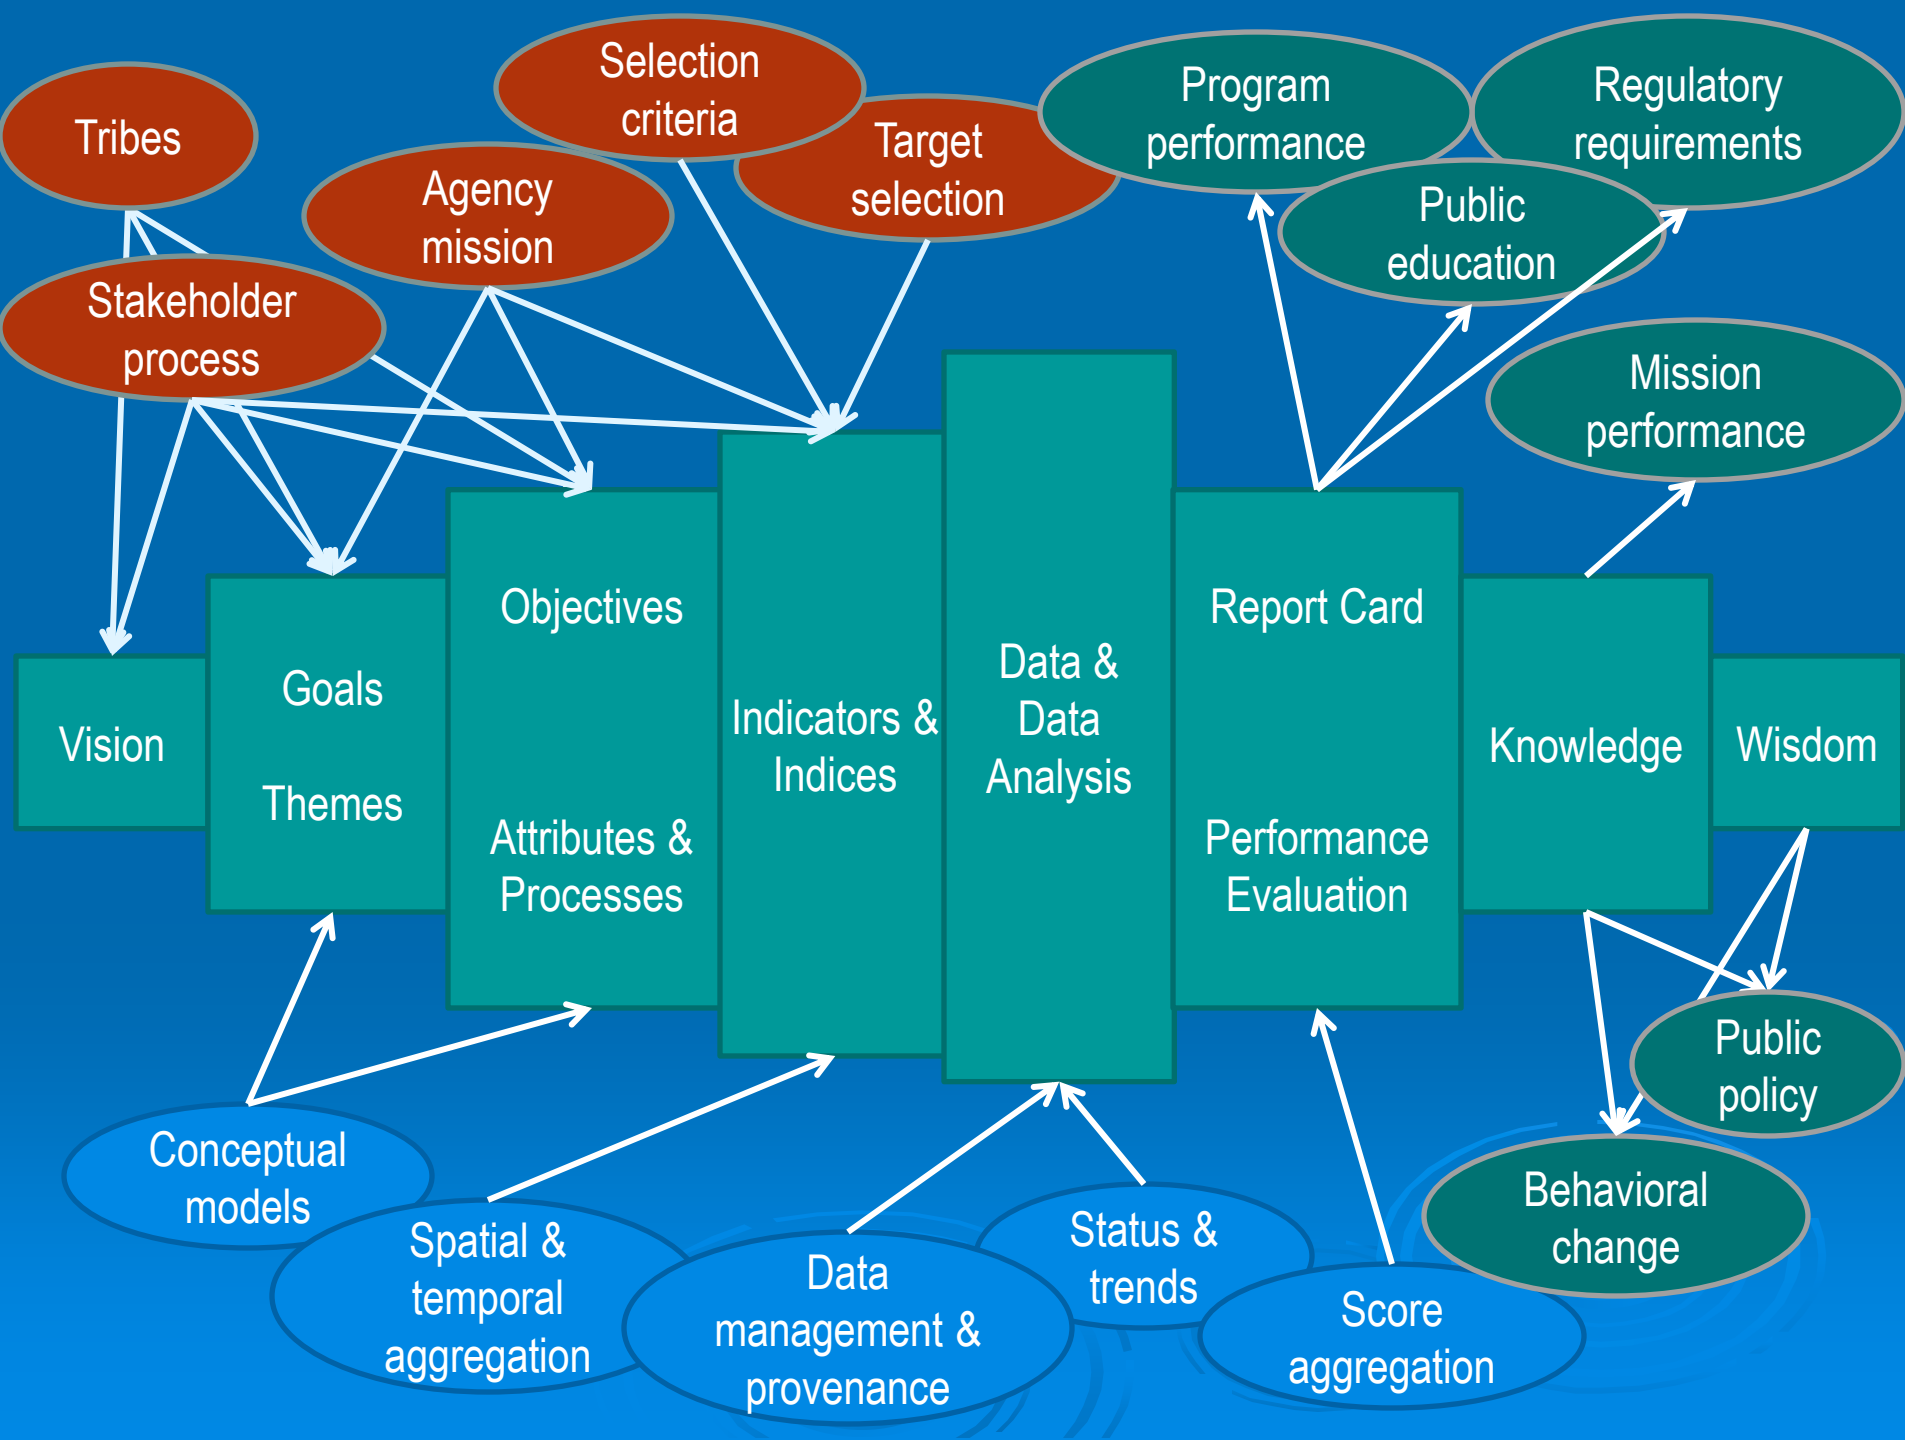 Tribes
Stakeholder
process
Agency
mission
Selection
criteria
Target
selection
Program
performance
Public
education
Regulatory
requirements
Mission
performance
Vision
Goals
Themes
Objectives
Attributes &
Processes
Indicators &
Indices
Data &
Data
Analysis
Report Card
Performance
Evaluation
Knowledge
Wisdom
Conceptual
models
Spatial &
temporal
aggregation
Data
management &
provenance
Status &
trends
Score
aggregation
Behavioral
change
Public
policy